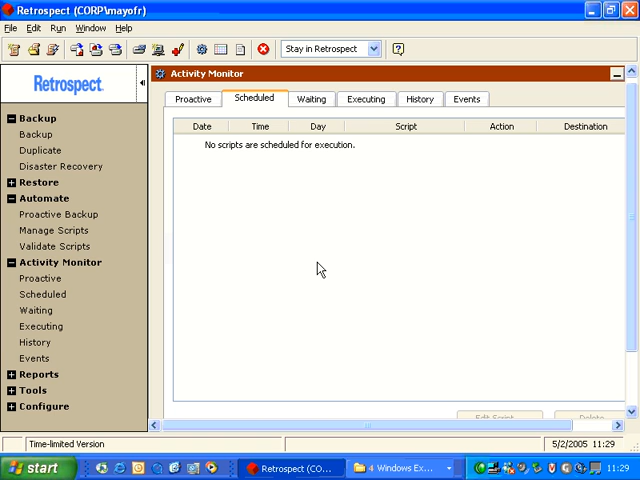 Retrospect (CORP\mayofr)
File Edit Run Window Help
Stay in Retrospect
Retrospect.
Backup
Backup
Duplicate
Disaster Recovery
Restore
Automate
Proactive Backup
Manage Scripts
Validate Scripts
Activity Monitor
Proactive
Scheduled
Waiting
Executing
History
Events
Reports
Tools
Configure
Activity Monitor
Proactive Scheduled Waiting Executing History Events
Date Time Day Script Action Destination
No scripts are scheduled for execution.
Edit Script... Delete...
Time-limited Version 5/2/2005 11:29
start Retrospect (CO... 4 Windows Ex... 11:29